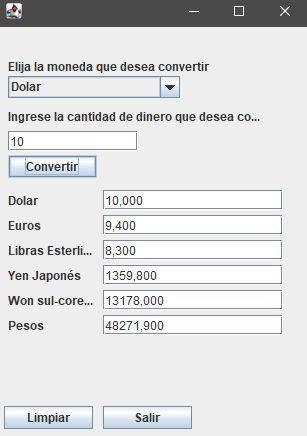 Elija la moneda que desea convertir
Dolar
Ingrese la cantidad de dinero que desea co...
10
Convertir
Dolar 10,000
Euros 9,400
Libras Esterli... 8,300
Yen Japonés 1359,800
Won sul-core... 13178,000
Pesos 48271,900
Limpiar Salir